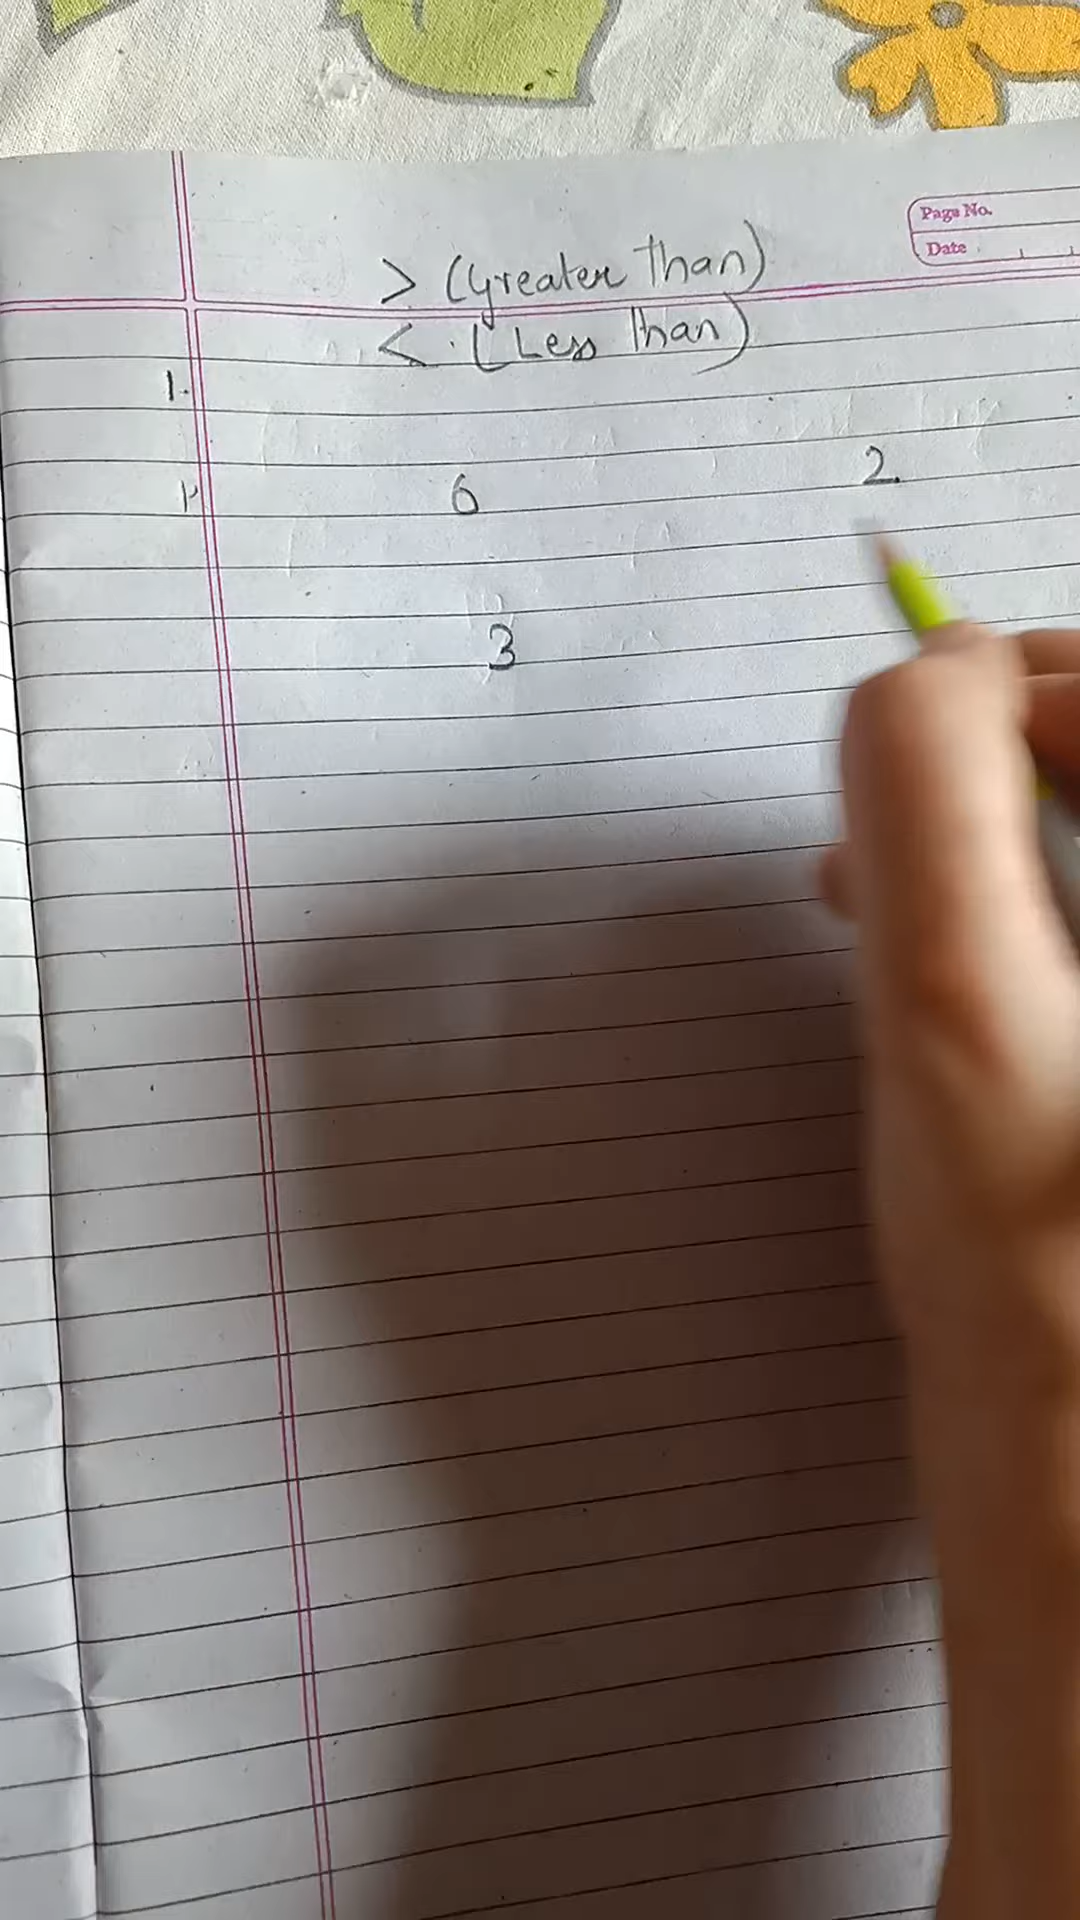 Page No.
Date
> (Greater Than)
< (Less Than)
1.
6 2.
3